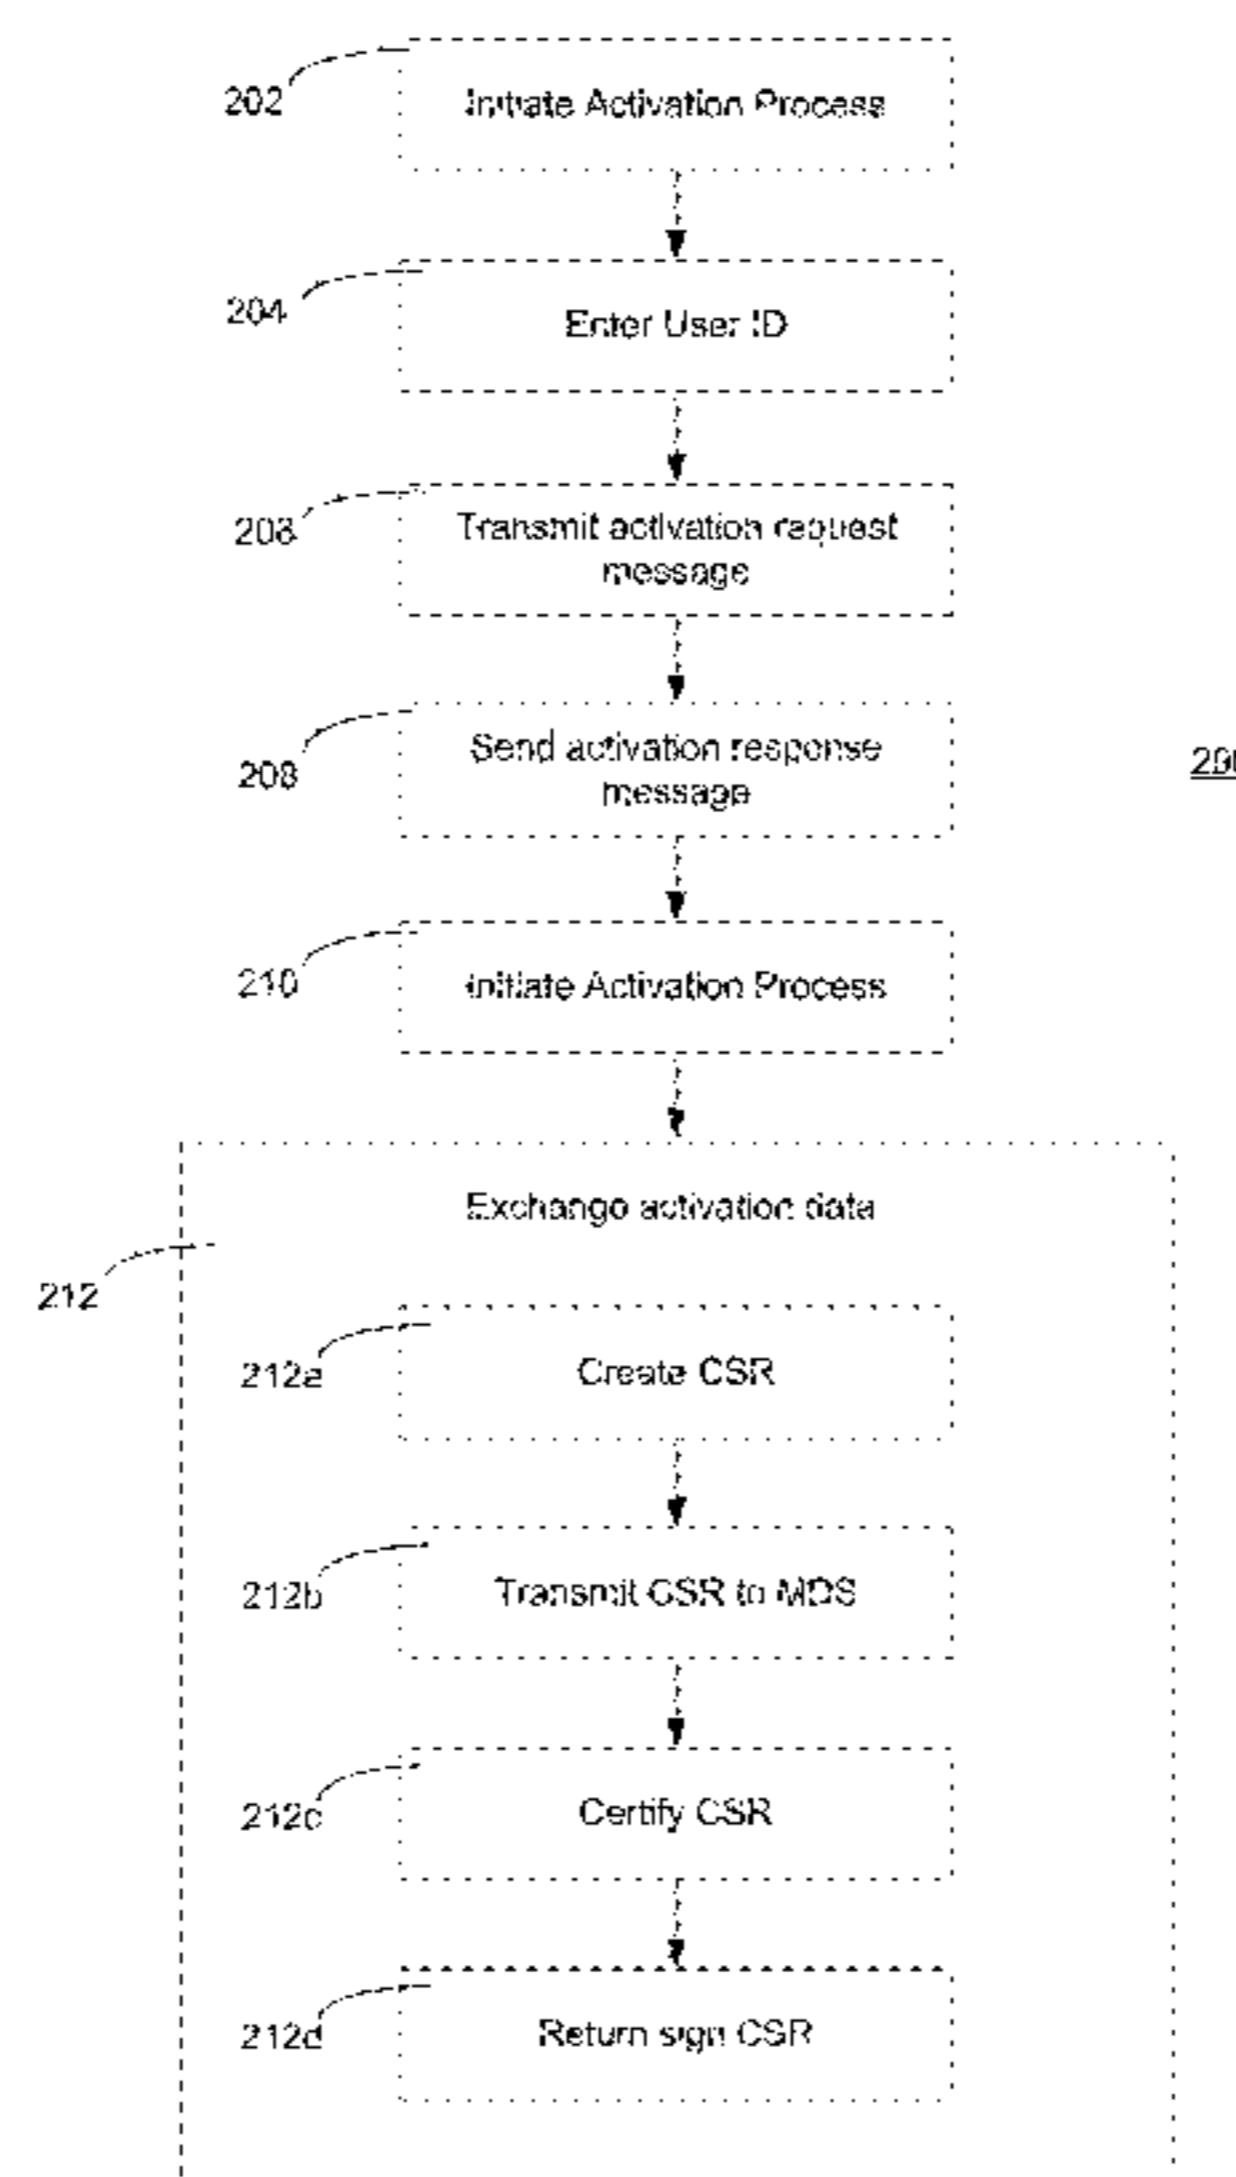 202
Initiate Activation Process
204
Enter User ID
Transmit activation request
message
208
Send activation response
message
210
Initiate Activation Process
Exchange activation data
212
212a
Create CSR
212b
Transmit CSR to MDS
212c
Certify CSR
212d
Return sign CSR